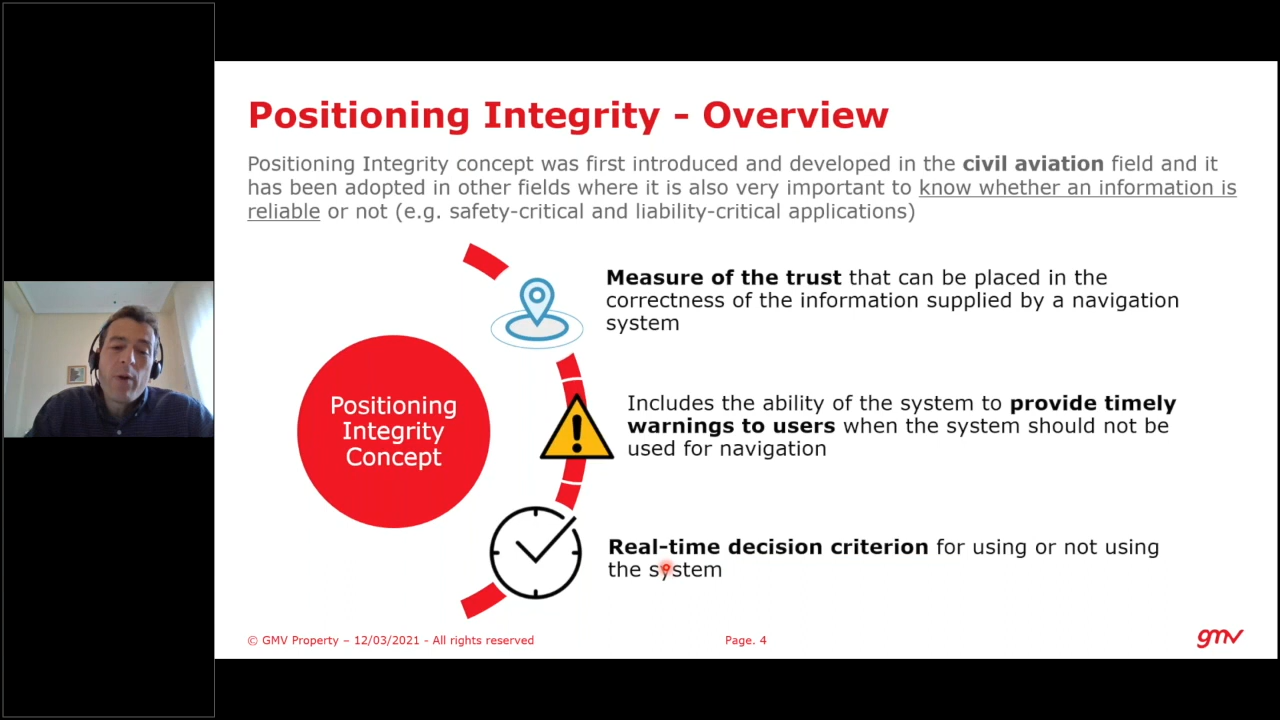 Positioning Integrity - Overview
Positioning Integrity concept was first introduced and developed in the civil aviation field and it
has been adopted in other fields where it is also very important to know whether an information is
reliable or not (e.g. safety-critical and liability-critical applications)
Measure of the trust that can be placed in the
correctness of the information supplied by a navigation
system
Positioning
Integrity
Concept
Includes the ability of the system to provide timely
warnings to users when the system should not be
used for navigation
Real-time decision criterion for using or not using
the system
© GMV Property – 12/03/2021 - All rights reserved
Page. 4
gmv